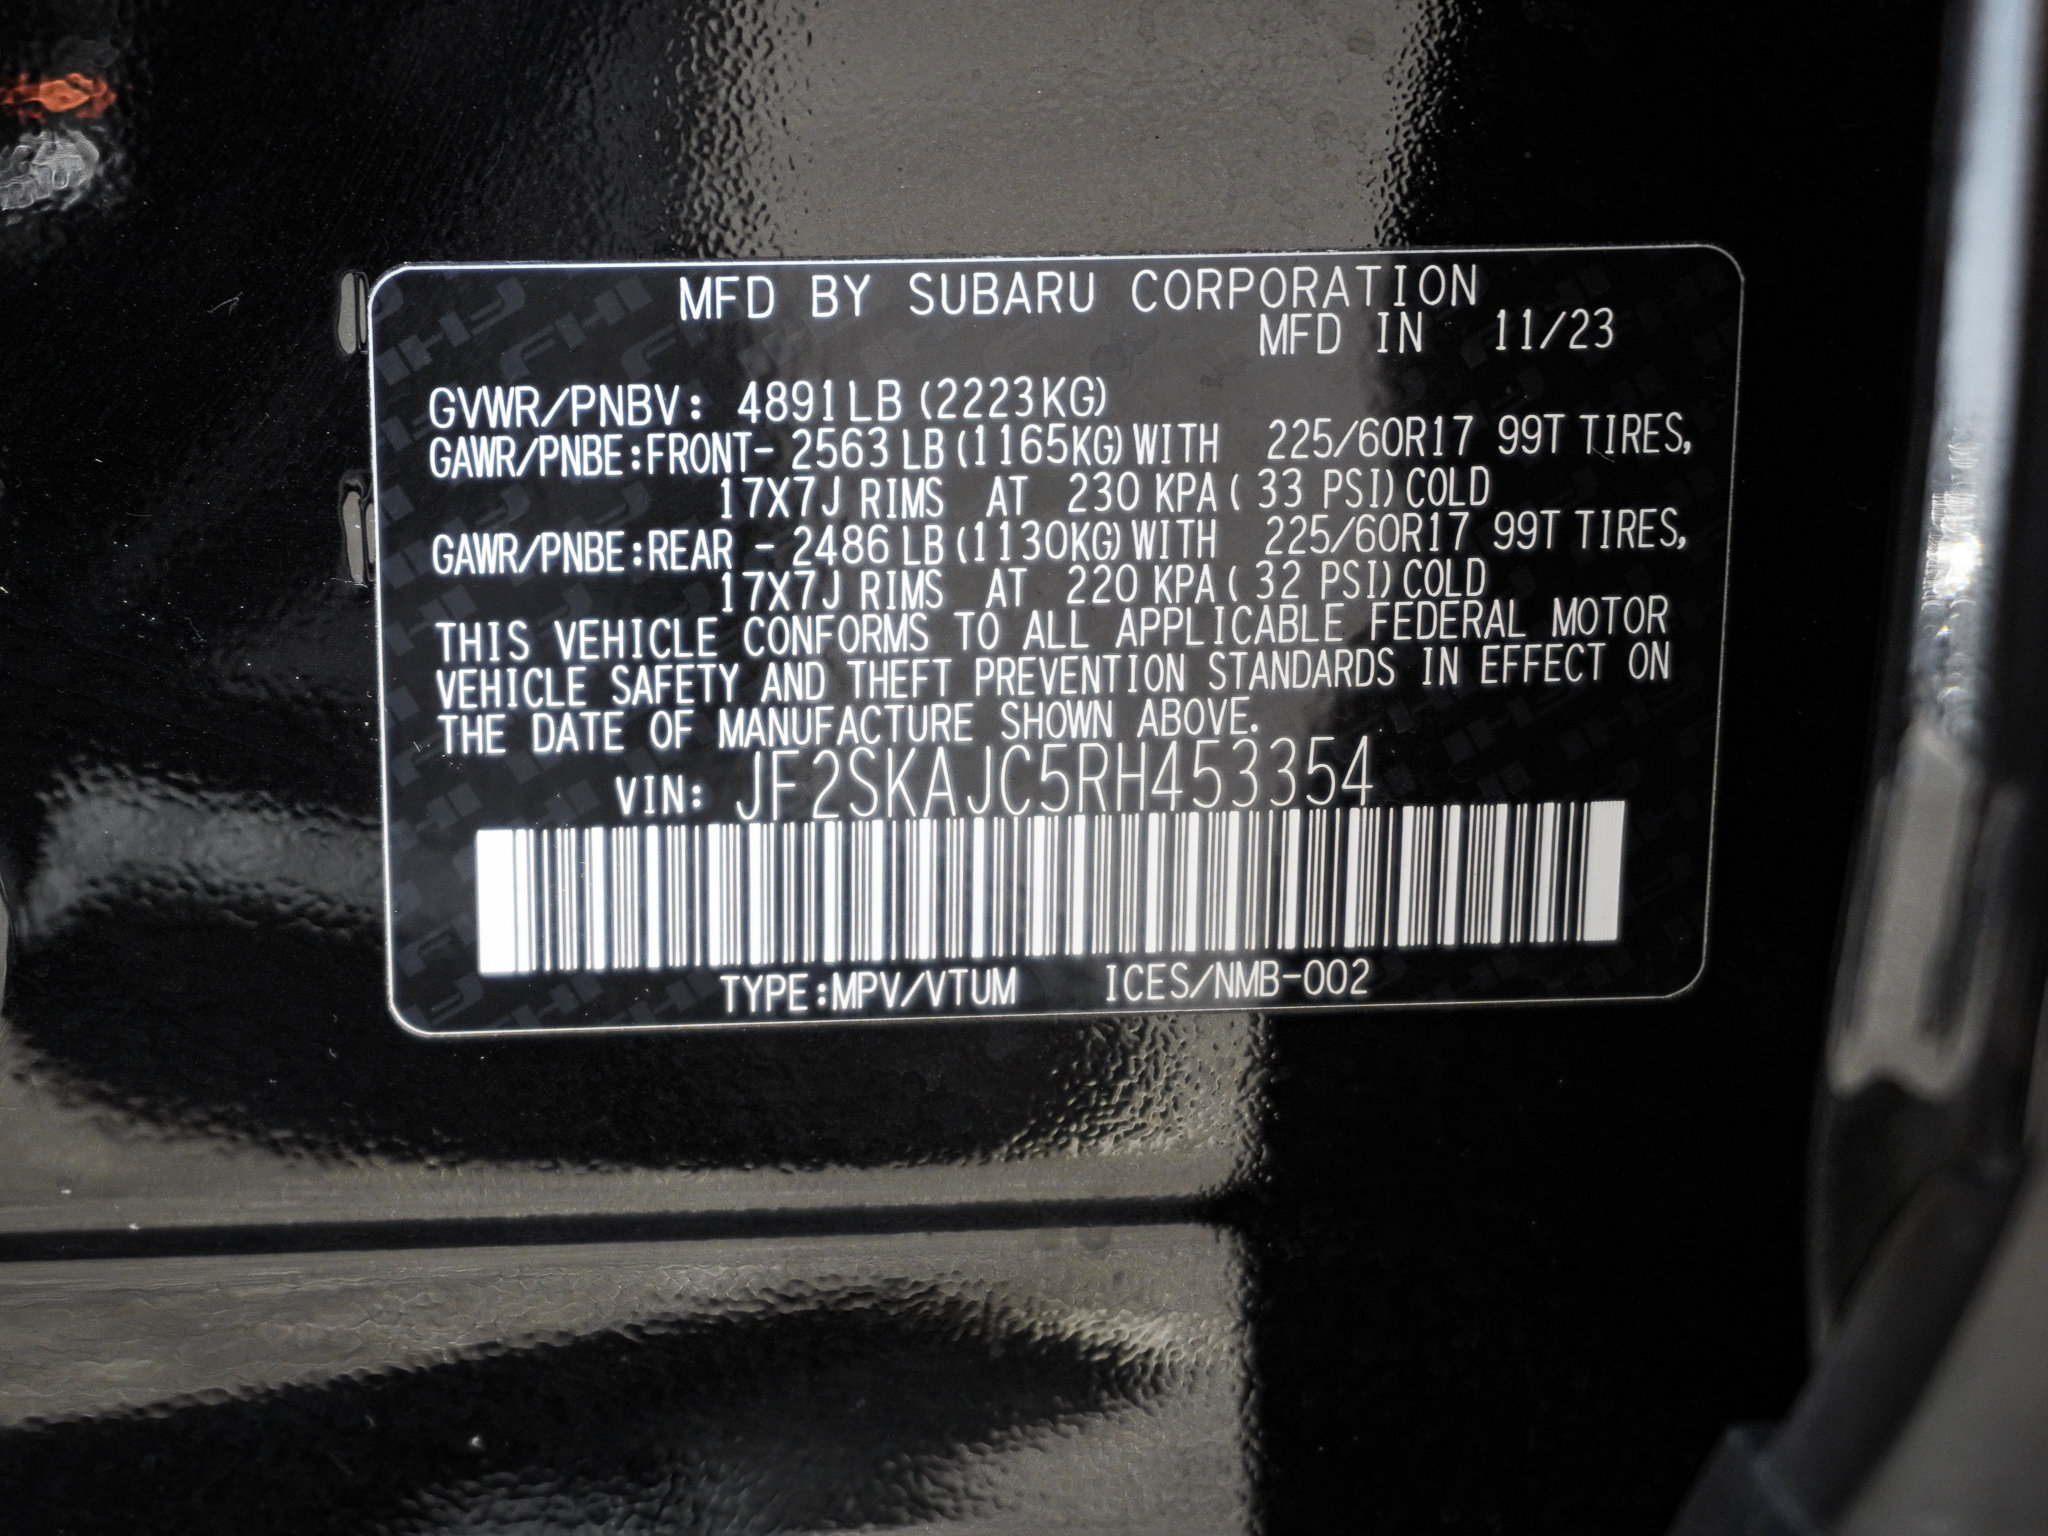 MFD BY SUBARU CORPORATION
MFD IN 11/23
GVWR/PNBV: 4891LB (2223KG)
GAWR/PNBE:FRONT- 2563 LB (1165KG) WITH 225/60R17 99T TIRES,
17X7J RIMS AT 230 KPA ( 33 PSI) COLD
GAWR/PNBE:REAR - 2486 LB (1130KG) WITH 225/60R17 99T TIRES,
17X7J RIMS AT 220 KPA ( 32 PSI) COLD
THIS VEHICLE CONFORMS TO ALL APPLICABLE FEDERAL MOTOR
VEHICLE SAFETY AND THEFT PREVENTION STANDARDS IN EFFECT ON
THE DATE OF MANUFACTURE SHOWN ABOVE.
VIN: JF2SKAJC5RH453354
TYPE:MPV/VTUM ICES/NMB-002